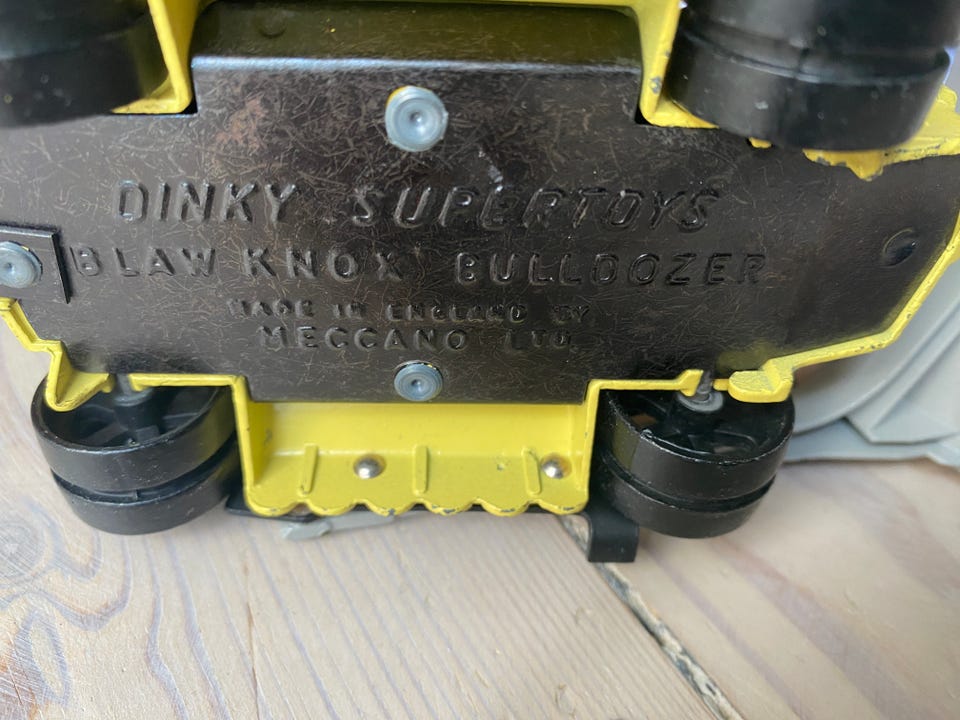 DINKY SUPERTOYS
BLAW KNOX BULLDOZER
MADE IN ENGLAND BY
MECCANO LTD.